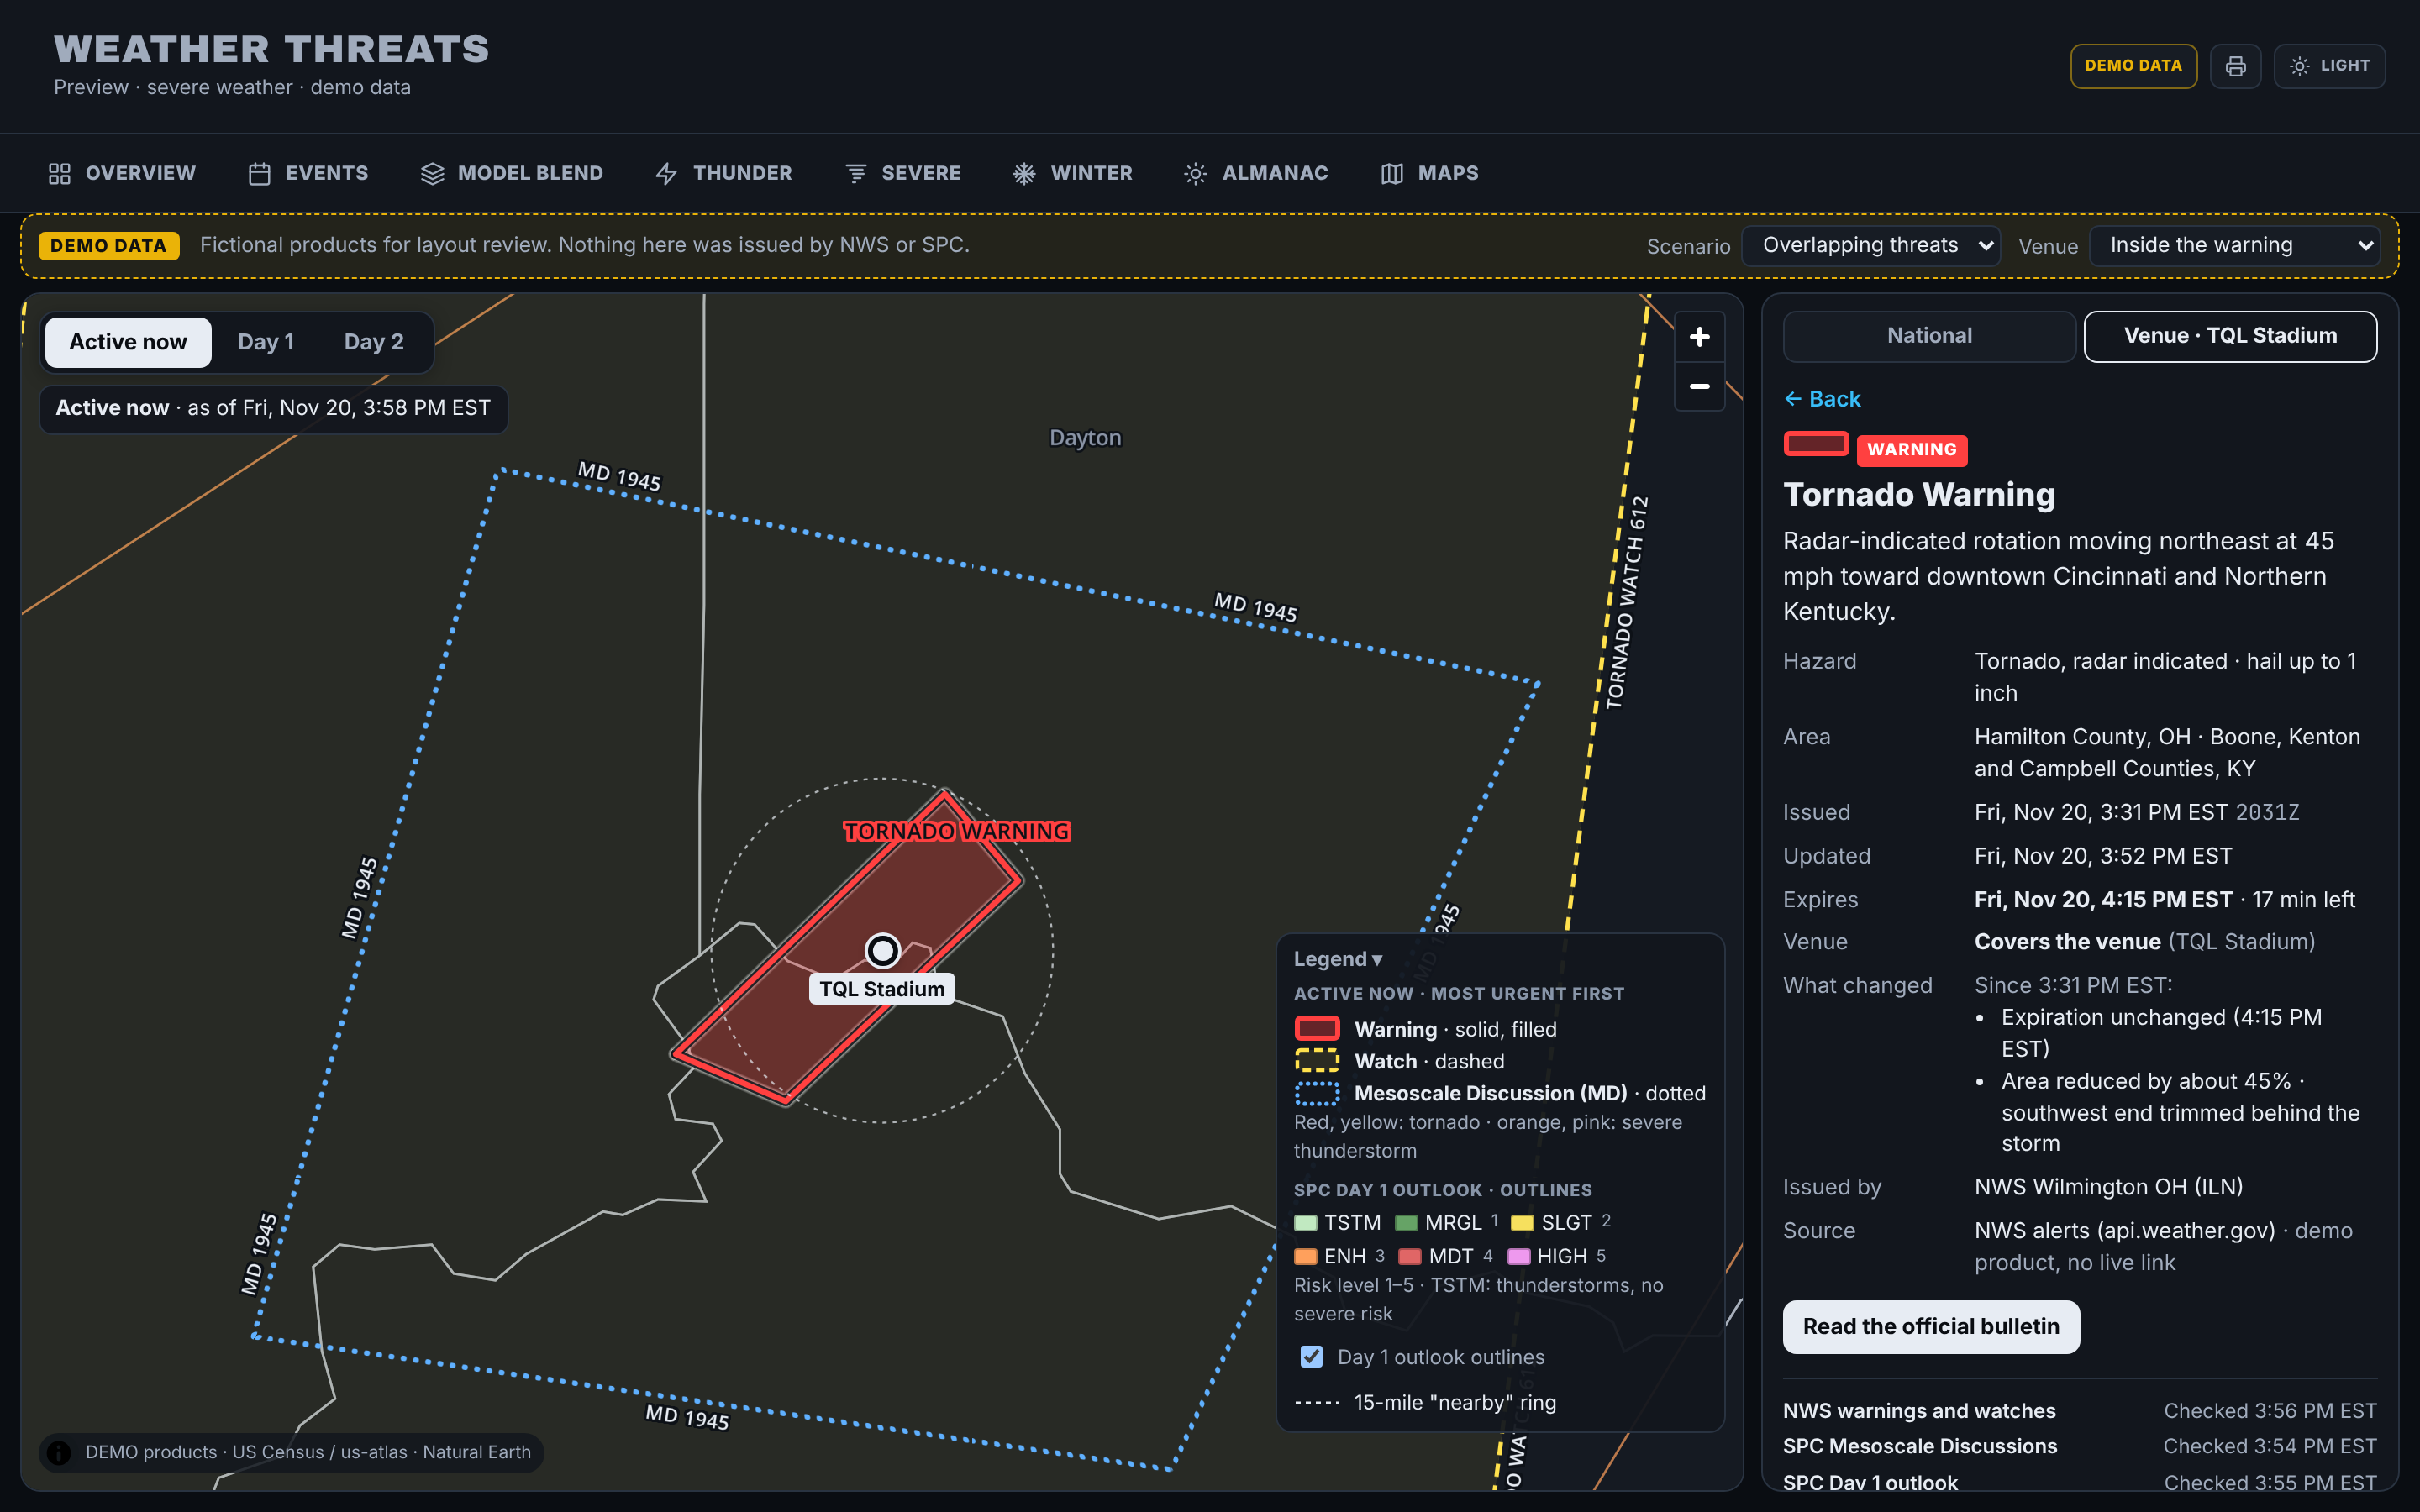 WEATHER THREATS
Preview · severe weather · demo data
DEMO DATA
LIGHT
OVERVIEW
EVENTS
MODEL BLEND
THUNDER
SEVERE
WINTER
ALMANAC
MAPS
DEMO DATA
Fictional products for layout review. Nothing here was issued by NWS or SPC.
Scenario
Overlapping threats
Venue
Inside the warning
Active now
Day 1
Day 2
Active now · as of Fri, Nov 20, 3:58 PM EST
+
−
Dayton
MD 1945
MD 1945
TORNADO WATCH 612
TORNADO WARNING
MD 1945
TQL Stadium
MD 1945
MD 1945
MD 1945
Legend ▾
ACTIVE NOW · MOST URGENT FIRST
Warning · solid, filled
Watch · dashed
Mesoscale Discussion (MD) · dotted
Red, yellow: tornado · orange, pink: severe
thunderstorm
SPC DAY 1 OUTLOOK · OUTLINES
TSTM MRGL 1 SLGT 2
ENH 3 MDT 4 HIGH 5
Risk level 1–5 · TSTM: thunderstorms, no
severe risk
Day 1 outlook outlines
15-mile "nearby" ring
DEMO products · US Census / us-atlas · Natural Earth
National
Venue · TQL Stadium
← Back
WARNING
Tornado Warning
Radar-indicated rotation moving northeast at 45
mph toward downtown Cincinnati and Northern
Kentucky.
Hazard
Tornado, radar indicated · hail up to 1
inch
Area
Hamilton County, OH · Boone, Kenton
and Campbell Counties, KY
Issued
Fri, Nov 20, 3:31 PM EST 2031Z
Updated
Fri, Nov 20, 3:52 PM EST
Expires
Fri, Nov 20, 4:15 PM EST · 17 min left
Venue
Covers the venue (TQL Stadium)
What changed
Since 3:31 PM EST:
• Expiration unchanged (4:15 PM
EST)
• Area reduced by about 45% ·
southwest end trimmed behind the
storm
Issued by
NWS Wilmington OH (ILN)
Source
NWS alerts (api.weather.gov) · demo
product, no live link
Read the official bulletin
NWS warnings and watches
Checked 3:56 PM EST
SPC Mesoscale Discussions
Checked 3:54 PM EST
SPC Day 1 outlook
Checked 3:55 PM EST